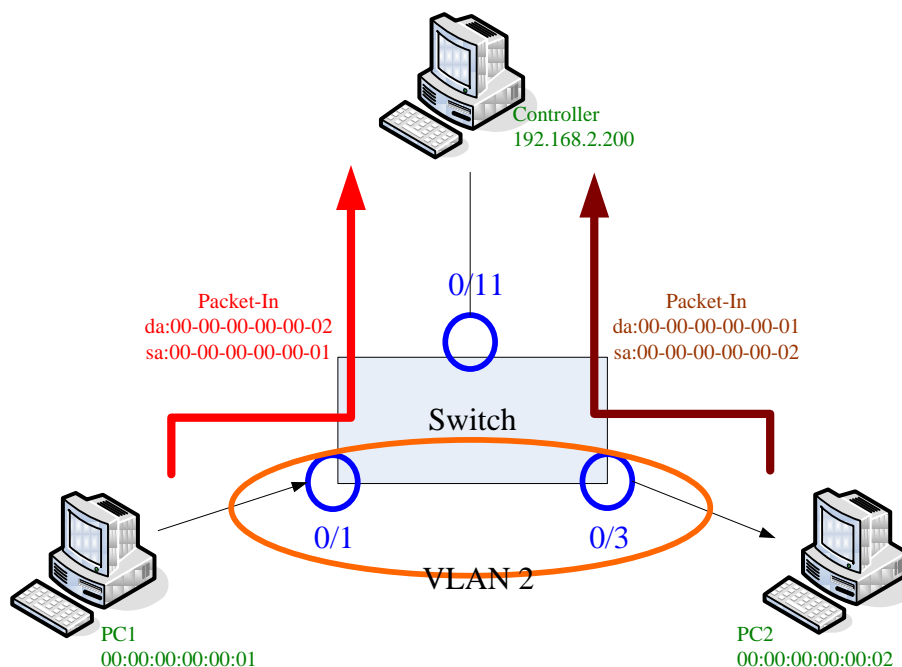 Controller
192.168.2.200
0/11
Packet-In
da:00-00-00-00-00-02
sa:00-00-00-00-00-01
Packet-In
da:00-00-00-00-00-01
sa:00-00-00-00-00-02
Switch
0/1
0/3
VLAN 2
PC1
00:00:00:00:00:01
PC2
00:00:00:00:00:02